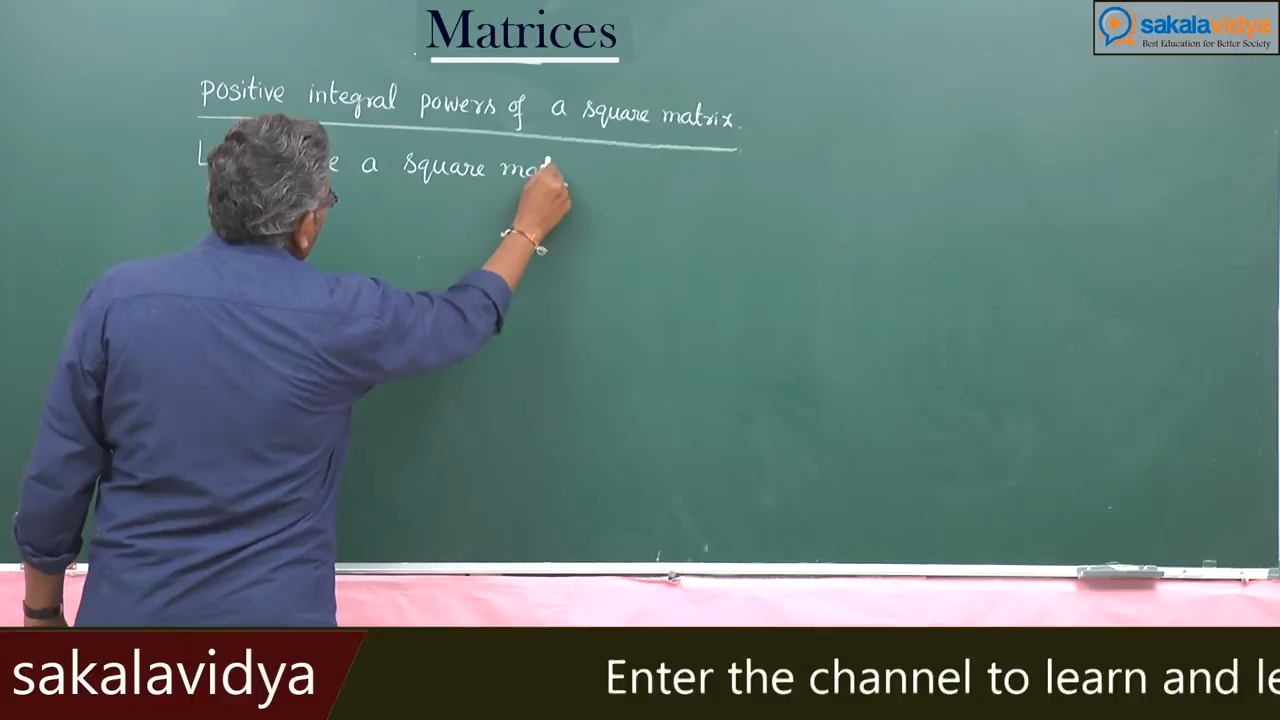 Matrices
sakalavidya
Best Education for Better Society
positive integral powers of a square matrix.
a square
sakalavidya
Enter the channel to learn and le